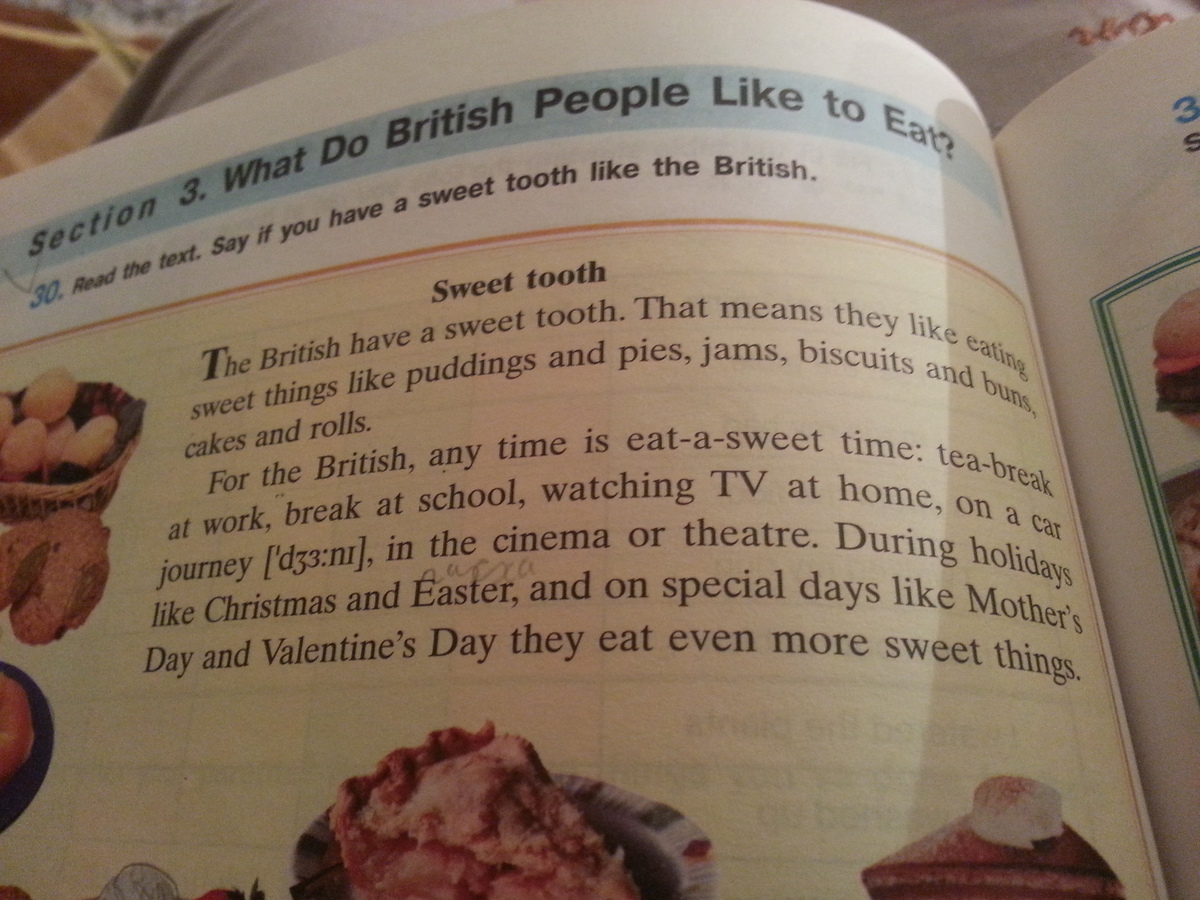 Section 3. What Do British People Like to Eat?
30. Read the text. Say if you have a sweet tooth like the British.
Sweet tooth
The British have a sweet tooth. That means they like eating
sweet things like puddings and pies, jams, biscuits and buns,
cakes and rolls.
For the British, any time is eat-a-sweet time: tea-break
at work, break at school, watching TV at home, on a car
journey ['dʒɜ:nɪ], in the cinema or theatre. During holidays
пасха
like Christmas and Easter, and on special days like Mother's
Day and Valentine's Day they eat even more sweet things.
3
s